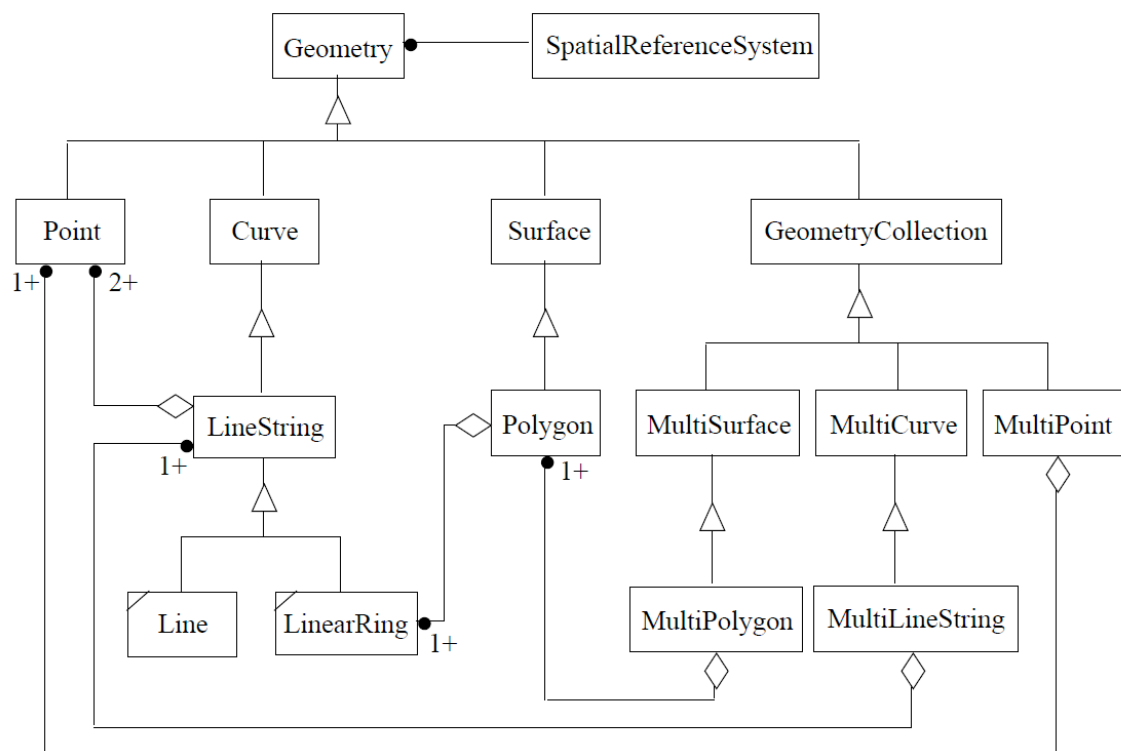 Geometry
SpatialReferenceSystem
Point
Curve
Surface
GeometryCollection
1+
2+
LineString
Polygon
MultiSurface
MultiCurve
MultiPoint
1+
1+
Line
LinearRing
MultiPolygon
MultiLineString
1+